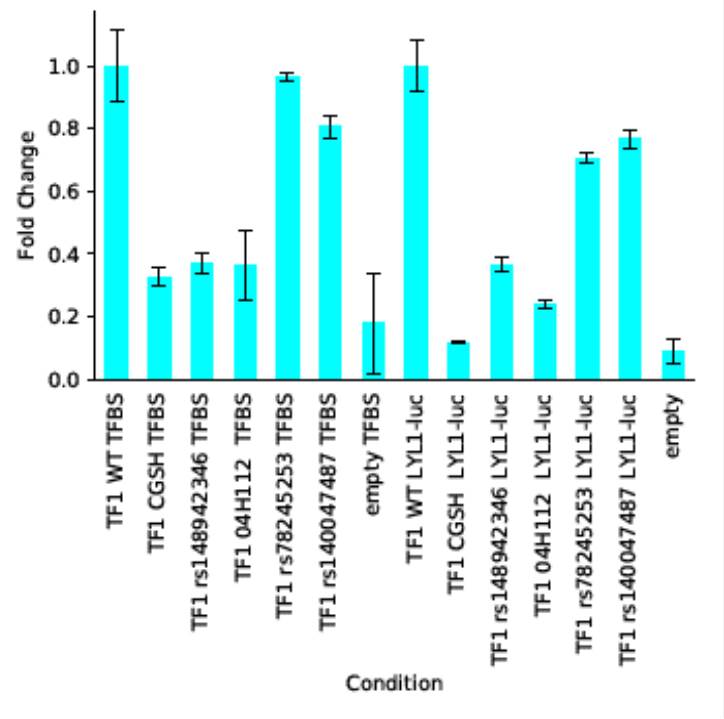 Fold Change
1.0
0.8
0.6
0.4
0.2
0.0
TF1 WT TFBS
TF1 CGSH TFBS
TF1 rs148942346 TFBS
TF1 04H112  TFBS
TF1 rs78245253 TFBS
TF1 rs140047487 TFBS
empty TFBS
TF1 WT LYL1-luc
TF1 CGSH  LYL1-luc
TF1 rs148942346 LYL1-luc
TF1 04H112  LYL1-luc
TF1 rs78245253 LYL1-luc
TF1 rs140047487 LYL1-luc
empty
Condition